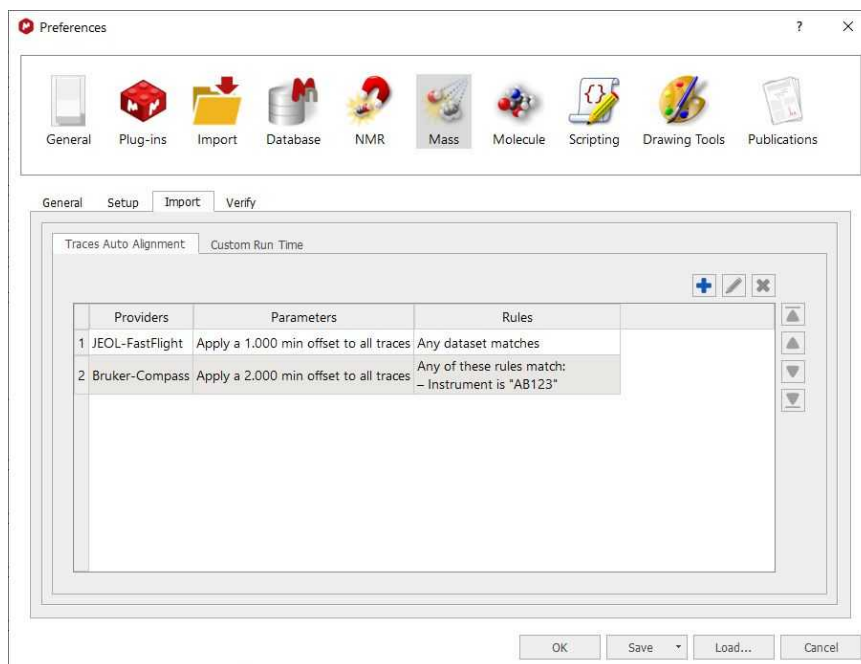 Preferences
? ×
General Plug-ins Import Database NMR Mass Molecule Scripting Drawing Tools Publications
General Setup Import Verify
Traces Auto Alignment Custom Run Time
Providers Parameters Rules
1 JEOL-FastFlight Apply a 1.000 min offset to all traces Any dataset matches
2 Bruker-Compass Apply a 2.000 min offset to all traces Any of these rules match:
– Instrument is "AB123"
OK Save Load... Cancel